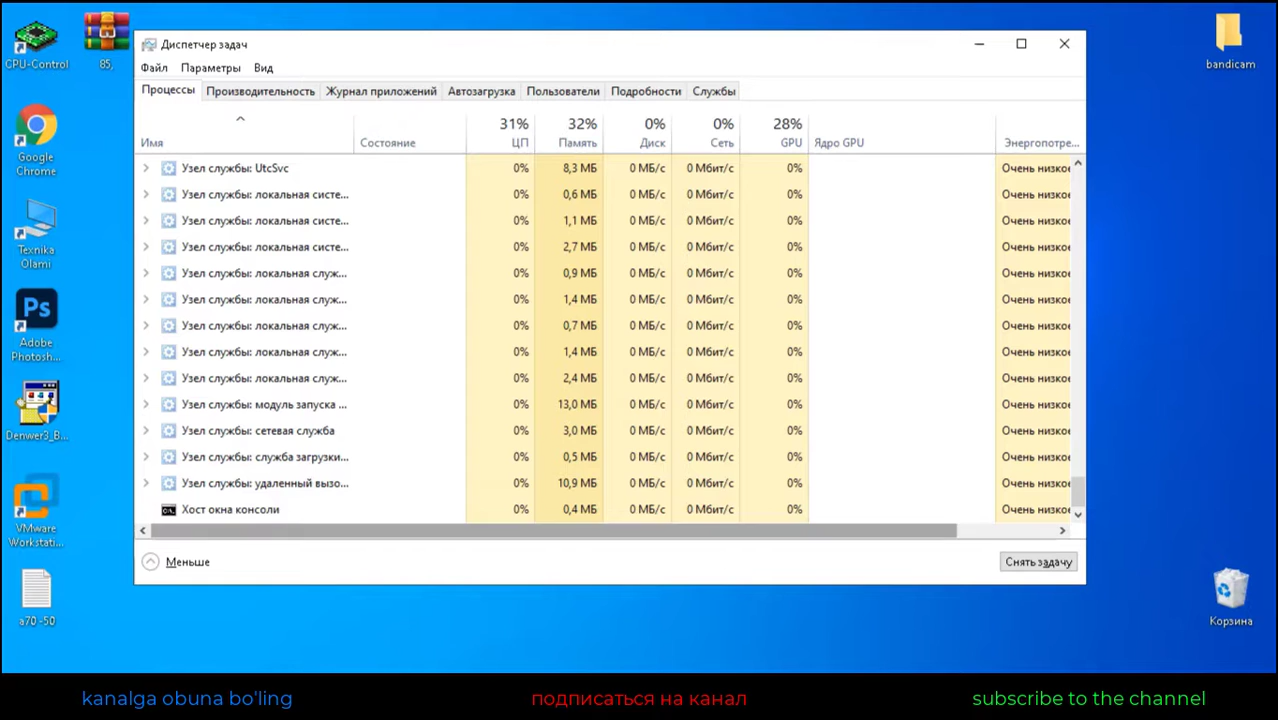 CPU-Control
85,
Google
Chrome
Texnika
Olami
Ps
Adobe
Photosh...
Denwer3_B...
VMware
Workstati...
a70 -50
bandicam
Корзина
Диспетчер задач
Файл Параметры Вид
Процессы Производительность Журнал приложений Автозагрузка Пользователи Подробности Службы
31% 32% 0% 0% 28%
Имя Состояние ЦП Память Диск Сеть GPU Ядро GPU Энергопотре...
Узел службы: UtcSvc 0% 8,3 МБ 0 МБ/с 0 Мбит/с 0% Очень низкое
Узел службы: локальная систе... 0% 0,6 МБ 0 МБ/с 0 Мбит/с 0% Очень низкое
Узел службы: локальная систе... 0% 1,1 МБ 0 МБ/с 0 Мбит/с 0% Очень низкое
Узел службы: локальная систе... 0% 2,7 МБ 0 МБ/с 0 Мбит/с 0% Очень низкое
Узел службы: локальная служ... 0% 0,9 МБ 0 МБ/с 0 Мбит/с 0% Очень низкое
Узел службы: локальная служ... 0% 1,4 МБ 0 МБ/с 0 Мбит/с 0% Очень низкое
Узел службы: локальная служ... 0% 0,7 МБ 0 МБ/с 0 Мбит/с 0% Очень низкое
Узел службы: локальная служ... 0% 1,4 МБ 0 МБ/с 0 Мбит/с 0% Очень низкое
Узел службы: локальная служ... 0% 2,4 МБ 0 МБ/с 0 Мбит/с 0% Очень низкое
Узел службы: модуль запуска ... 0% 13,0 МБ 0 МБ/с 0 Мбит/с 0% Очень низкое
Узел службы: сетевая служба 0% 3,0 МБ 0 МБ/с 0 Мбит/с 0% Очень низкое
Узел службы: служба загрузки... 0% 0,5 МБ 0 МБ/с 0 Мбит/с 0% Очень низкое
Узел службы: удаленный вызо... 0% 10,9 МБ 0 МБ/с 0 Мбит/с 0% Очень низкое
Хост окна консоли 0% 0,4 МБ 0 МБ/с 0 Мбит/с 0% Очень низкое
Меньше Снять задачу
kanalga obuna bo'ling подписаться на канал subscribe to the channel